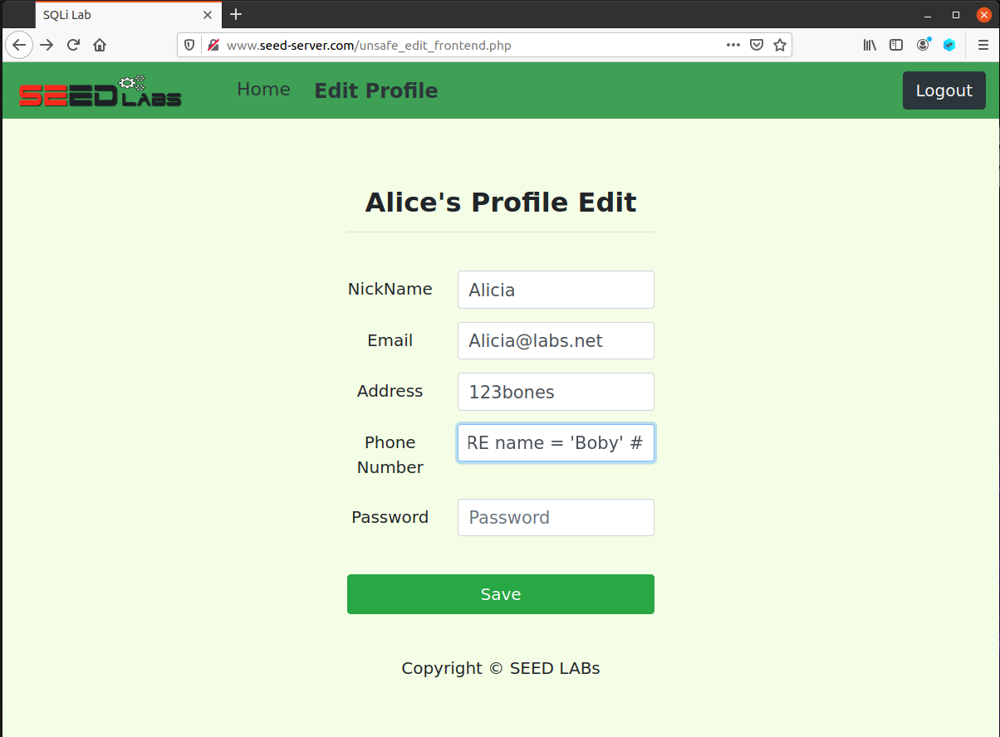 SQLi Lab
www.seed-server.com/unsafe_edit_frontend.php
SEED LABS
Home
Edit Profile
Logout
Alice's Profile Edit
NickName
Alicia
Email
Alicia@labs.net
Address
123bones
Phone
Number
RE name = 'Boby' #
Password
Password
Save
Copyright © SEED LABs